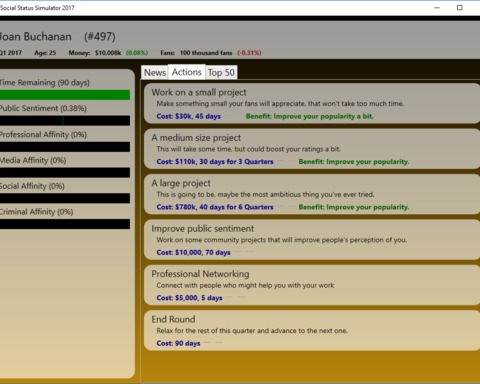 Social Status Simulator 2017
Joan Buchanan (#497)
Q1 2017 Age: 25 Money: $10,008k (0.08%) Fans: 100 thousand fans (-0.31%)
Time Remaining (90 days)
Public Sentiment (0.38%)
Professional Affinity (0%)
Media Affinity (0%)
Social Affinity (0%)
Criminal Affinity (0%)
News Actions Top 50
Work on a small project
Make something small your fans will appreciate, that won't take too much time.
Cost: $30k, 45 days Benefit: Improve your popularity a bit.
A medium size project
This will take some time, but could boost your ratings a bit.
Cost: $110k, 30 days for 3 Quarters Benefit: Improve your popularity.
A large project
This is going to be, maybe the most ambitious thing you've ever tried.
Cost: $780k, 40 days for 6 Quarters Benefit: Improve your popularity.
Improve public sentiment
Work on some community projects that will improve people's perception of you.
Cost: $10,000, 70 days
Professional Networking
Connect with people who might help you with your work
Cost: $5,000, 5 days
End Round
Relax for the rest of this quarter and advance to the next one.
Cost: 90 days